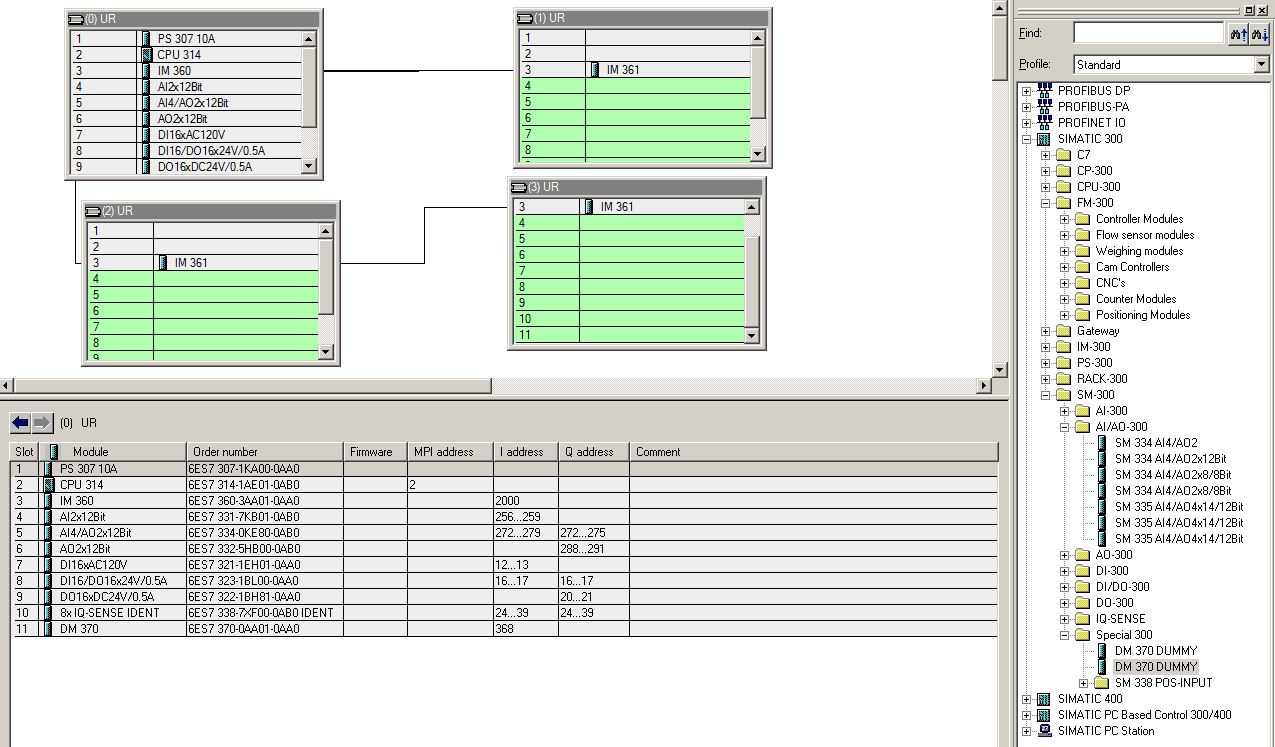 (0) UR
1 PS 307 10A
2 CPU 314
3 IM 360
4 AI2x12Bit
5 AI4/AO2x12Bit
6 AO2x12Bit
7 DI16xAC120V
8 DI16/DO16x24V/0.5A
9 DO16xDC24V/0.5A
(1) UR
1
2
3 IM 361
4
5
6
7
8
(2) UR
1
2
3 IM 361
4
5
6
7
8
9
(3) UR
3 IM 361
4
5
6
7
8
9
10
11
(0) UR
Slot Module Order number Firmware MPI address I address Q address Comment
1 PS 307 10A 6ES7 307-1KA00-0AA0
2 CPU 314 6ES7 314-1AE01-0AB0 2
3 IM 360 6ES7 360-3AA01-0AA0 2000
4 AI2x12Bit 6ES7 331-7KB01-0AB0 256...259
5 AI4/AO2x12Bit 6ES7 334-0KE80-0AB0 272...279 272...275
6 AO2x12Bit 6ES7 332-5HB00-0AB0 288...291
7 DI16xAC120V 6ES7 321-1EH01-0AA0 12...13
8 DI16/DO16x24V/0.5A 6ES7 323-1BL00-0AA0 16...17 16...17
9 DO16xDC24V/0.5A 6ES7 322-1BH81-0AA0 20...21
10 8x IQ-SENSE IDENT 6ES7 338-7XF00-0AB0 IDENT 24...39 24...39
11 DM 370 6ES7 370-0AA01-0AA0 368
Find:
Profile: Standard
PROFIBUS DP
PROFIBUS-PA
PROFINET IO
SIMATIC 300
C7
CP-300
CPU-300
FM-300
Controller Modules
Flow sensor modules
Weighing modules
Cam Controllers
CNC's
Counter Modules
Positioning Modules
Gateway
IM-300
PS-300
RACK-300
SM-300
AI-300
AI/AO-300
SM 334 AI4/AO2
SM 334 AI4/AO2x12Bit
SM 334 AI4/AO2x8/8Bit
SM 334 AI4/AO2x8/8Bit
SM 335 AI4/AO4x14/12Bit
SM 335 AI4/AO4x14/12Bit
SM 335 AI4/AO4x14/12Bit
AO-300
DI-300
DI/DO-300
DO-300
IQ-SENSE
Special 300
DM 370 DUMMY
DM 370 DUMMY
SM 338 POS-INPUT
SIMATIC 400
SIMATIC PC Based Control 300/400
SIMATIC PC Station